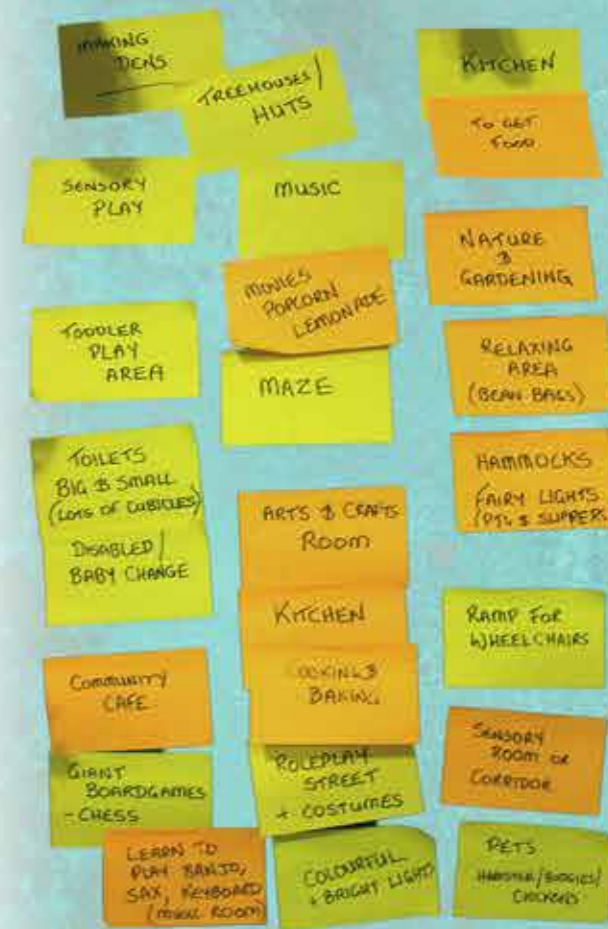 MAKING
DENS
TREEHOUSES/
HUTS
KITCHEN
TO GET
FOOD
SENSORY
PLAY
MUSIC
NATURE
&
GARDENING
MOVIES
POPCORN
LEMONADE
TODDLER
PLAY
AREA
MAZE
RELAXING
AREA
(BEAN BAGS)
TOILETS
BIG & SMALL
(LOTS OF CUBICLES)
DISABLED/
BABY CHANGE
ARTS & CRAFTS
ROOM
HAMMOCKS
FAIRY LIGHTS
(PJs & SLIPPERS
KITCHEN
COOKING &
BAKING
RAMP FOR
WHEELCHAIRS
COMMUNITY
CAFE
GIANT
BOARDGAMES
- CHESS
ROLEPLAY
STREET
+ COSTUMES
SENSORY
ROOM OR
CORRIDOR
LEARN TO
PLAY BANJO,
SAX, KEYBOARD
(MUSIC ROOM)
COLOURFUL
+ BRIGHT LIGHTS
PETS
HAMSTER/BUDGIES/
CHICKENS